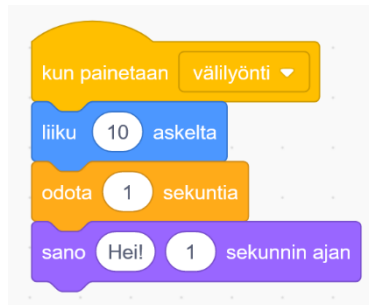 kun painetaan välilyönti
liiku 10 askelta
odota 1 sekuntia
sano Hei! 1 sekunnin ajan